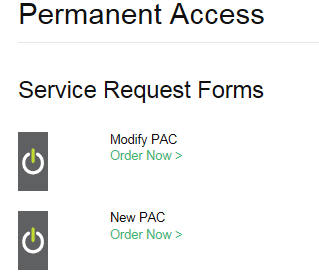 Permanent Access
Service Request Forms
Modify PAC
Order Now >
New PAC
Order Now >